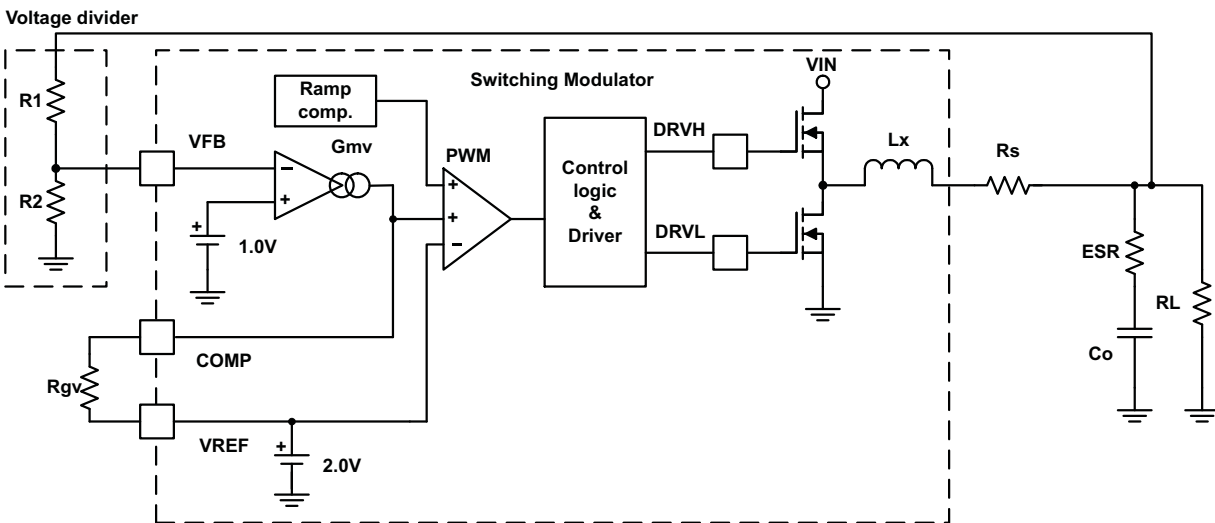 Voltage divider
R1
R2
VFB
Ramp
comp.
Gmv
+
−
+
1.0V
Switching Modulator
PWM
+
+
−
Control
logic
&
Driver
DRVH
DRVL
VIN
Lx
Rs
ESR
Co
RL
COMP
Rgv
VREF
+
2.0V